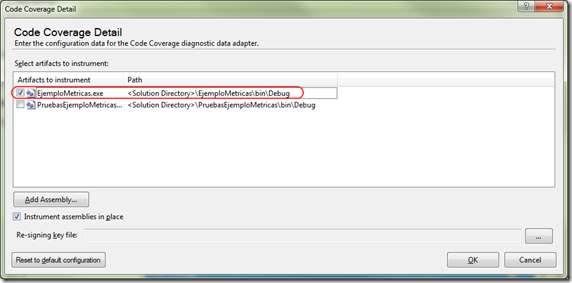 Code Coverage Detail
Code Coverage Detail
Enter the configuration data for the Code Coverage diagnostic data adapter.
Select artifacts to instrument:
Artifacts to instrument Path
EjemploMetricas.exe <Solution Directory>\EjemploMetricas\bin\Debug
PruebasEjemploMetricas... <Solution Directory>\PruebasEjemploMetricas\bin\Debug
Add Assembly...
Instrument assemblies in place
Re-signing key file:
...
Reset to default configuration
OK
Cancel